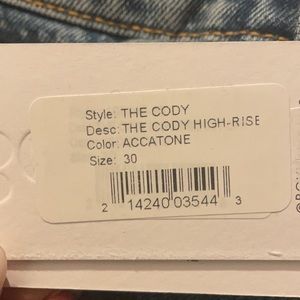 Style: THE CODY
Desc: THE CODY HIGH-RISE
Color: ACCATONE
Size: 30
2 14240 03544 3